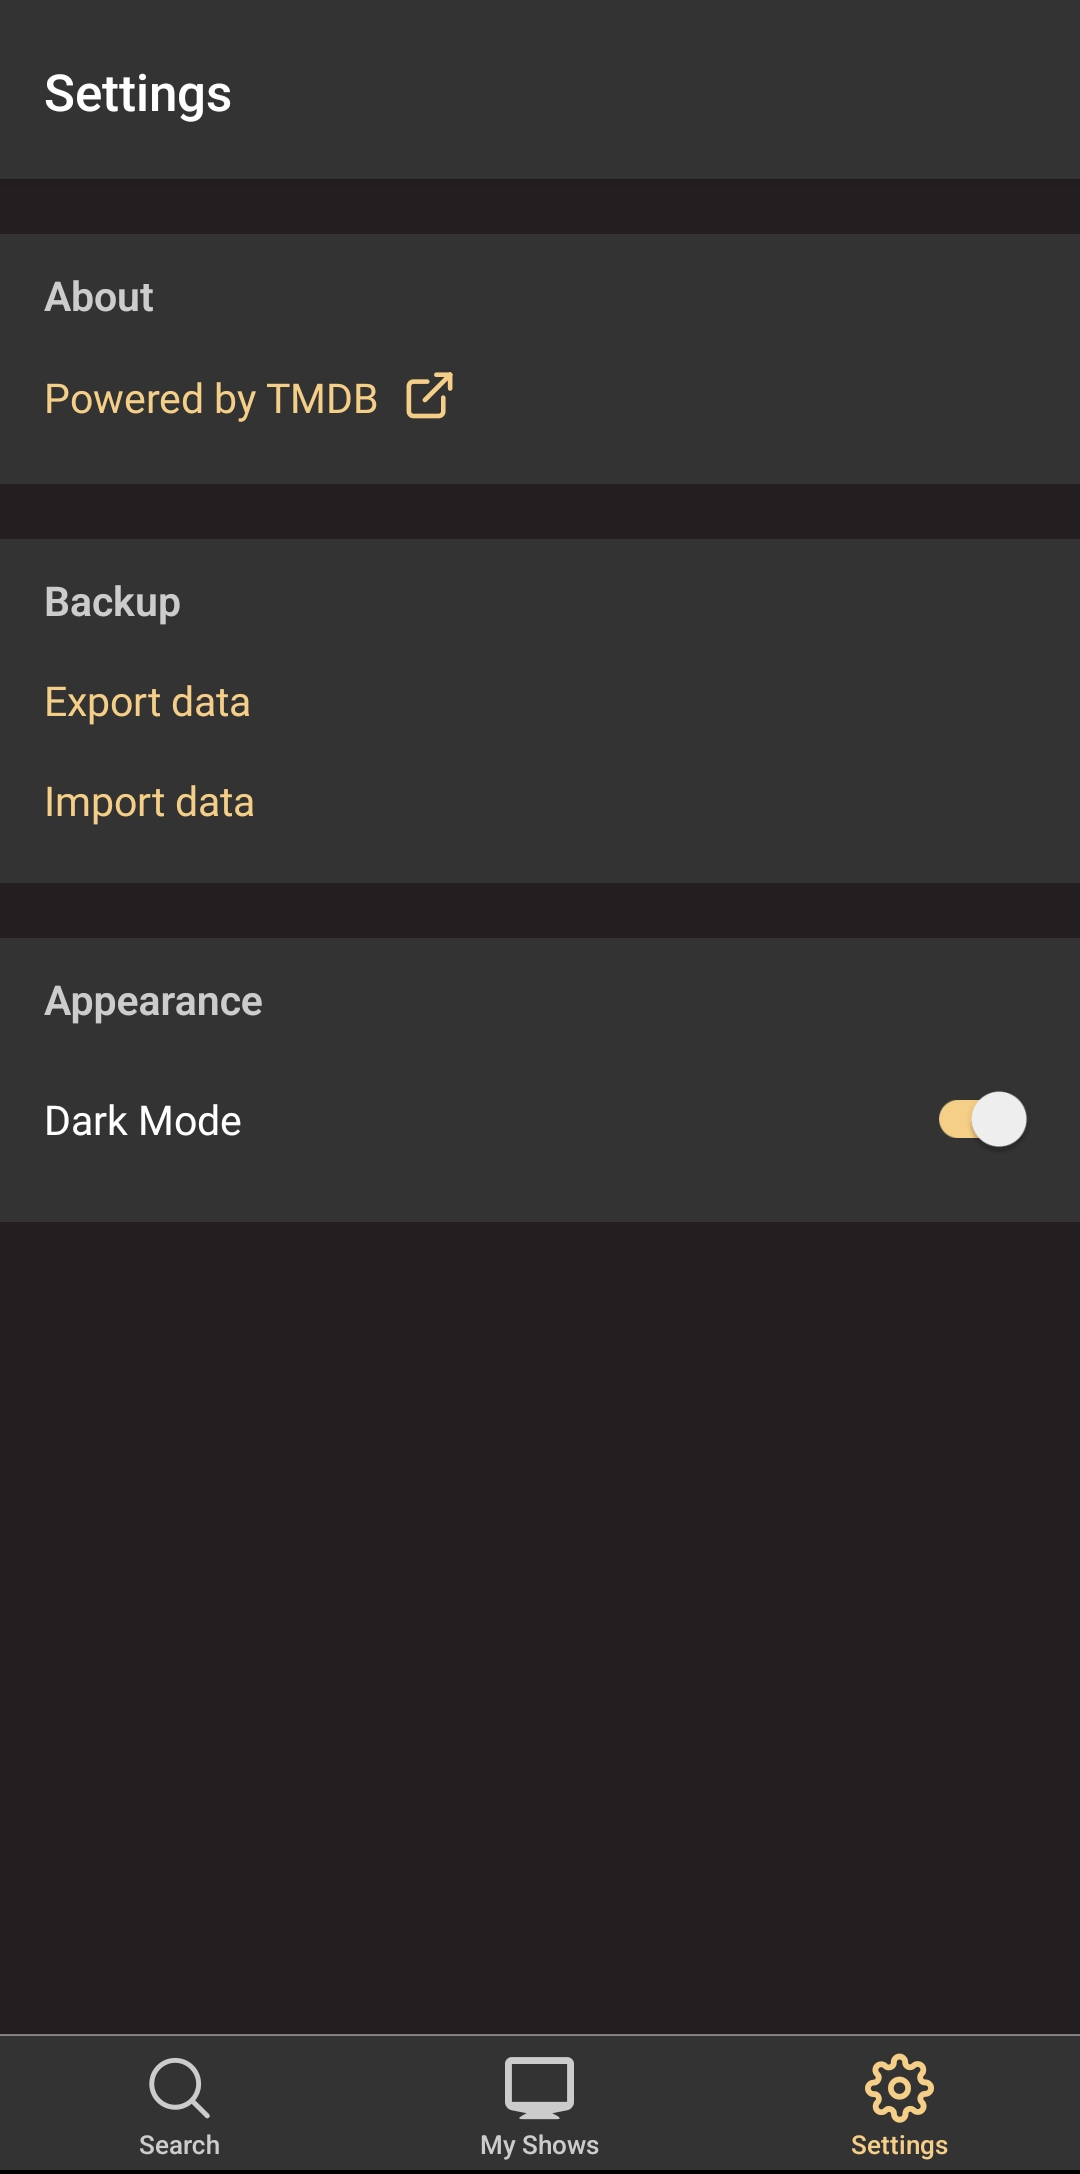 Settings
About
Powered by TMDB
Backup
Export data
Import data
Appearance
Dark Mode
Search
My Shows
Settings